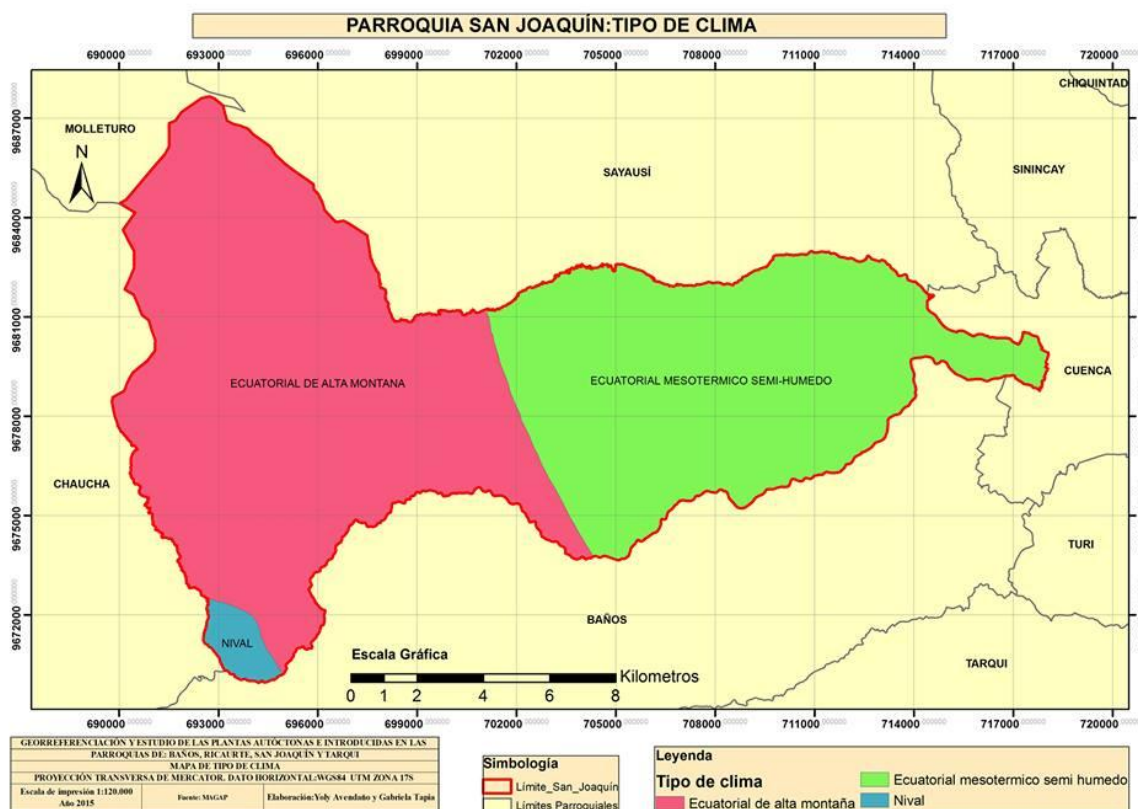 PARROQUIA SAN JOAQUÍN:TIPO DE CLIMA
690000 693000 696000 699000 702000 705000 708000 711000 714000 717000 720000
CHIQUINTAD
9687000
MOLLETURO
N
SAYAUSÍ
SININCAY
9684000
9681000
ECUATORIAL DE ALTA MONTANA
ECUATORIAL MESOTERMICO SEMI-HUMEDO
CUENCA
9678000
CHAUCHA
9675000
TURI
9672000
BAÑOS
NIVAL
TARQUI
Escala Gráfica
Kilometros
0 1 2 4 6 8
690000 693000 696000 699000 702000 705000 708000 711000 714000 717000 720000
GEORREFERENCIACIÓN Y ESTUDIO DE LAS PLANTAS AUTÓCTONAS E INTRODUCIDAS EN LAS
PARROQUIAS DE: BAÑOS, RICAURTE, SAN JOAQUÍN Y TARQUI
MAPA DE TIPO DE CLIMA
PROYECCIÓN TRANSVERSA DE MERCATOR. DATO HORIZONTAL:WGS84 UTM ZONA 17S
Escala de impresión 1:120.000
Año 2015
Fuente: MAGAP
Elaboración:Yoly Avendaño y Gabriela Tapia
Simbología
Límite_San_Joaquín
Límites Parroquiales
Leyenda
Tipo de clima
Ecuatorial de alta montaña
Ecuatorial mesotermico semi humedo
Nival